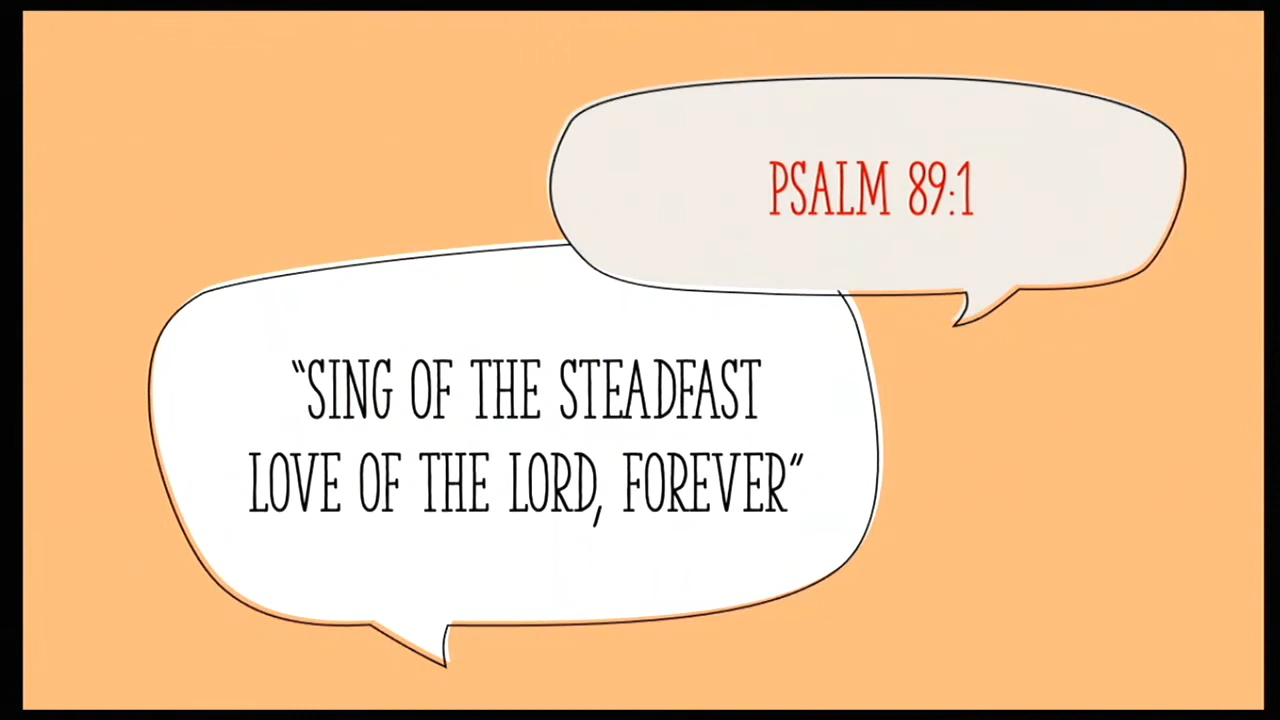 PSALM 89:1
“SING OF THE STEADFAST
LOVE OF THE LORD, FOREVER”